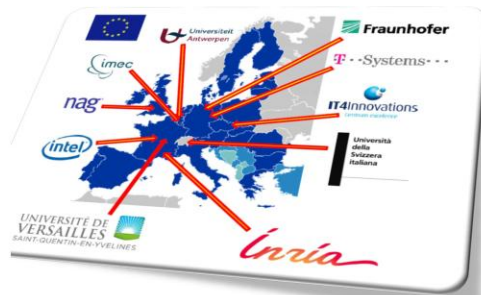 Universiteit
Antwerpen
Fraunhofer
imec
T··Systems···
nag
IT4Innovations
intel
Università
della
Svizzera
italiana
UNIVERSITÉ DE
VERSAILLES
SAINT-QUENTIN-EN-YVELINES
inria